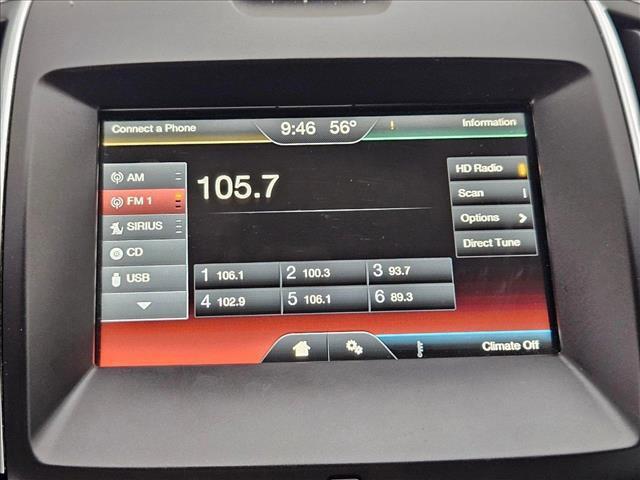 Connect a Phone 9:46 56° ! Information
AM
FM 1
SIRIUS
CD
USB
105.7
HD Radio
Scan
Options
Direct Tune
1 106.1 2 100.3 3 93.7
4 102.9 5 106.1 6 89.3
Climate Off